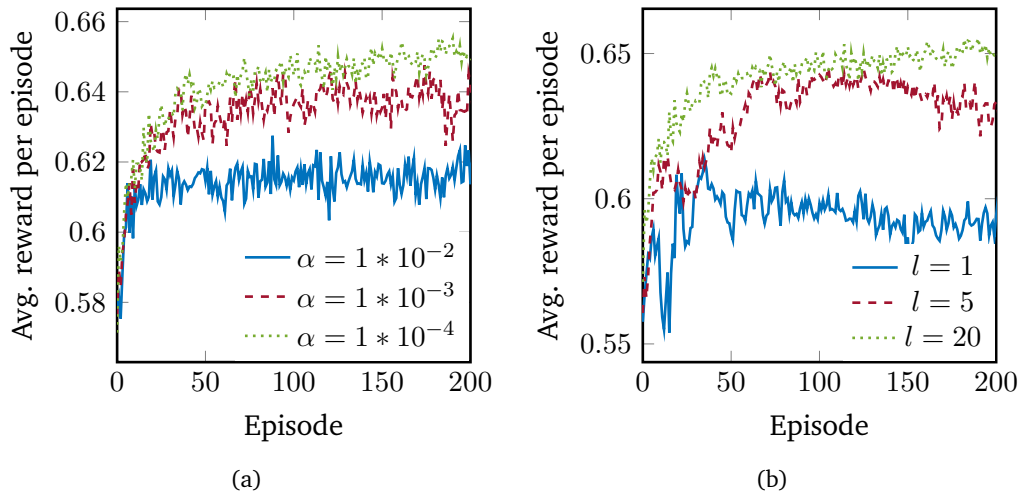 0.66
0.64
0.62
0.6
0.58
0 50 100 150 200
Avg. reward per episode
Episode
α = 1 ∗ 10⁻²
α = 1 ∗ 10⁻³
α = 1 ∗ 10⁻⁴
(a)
0.65
0.6
0.55
0 50 100 150 200
Avg. reward per episode
Episode
l = 1
l = 5
l = 20
(b)